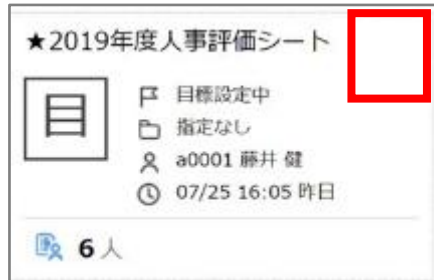 ★2019年度人事評価シート
目
目標設定中
指定なし
a0001 藤井 健
07/25 16:05 昨日
6人